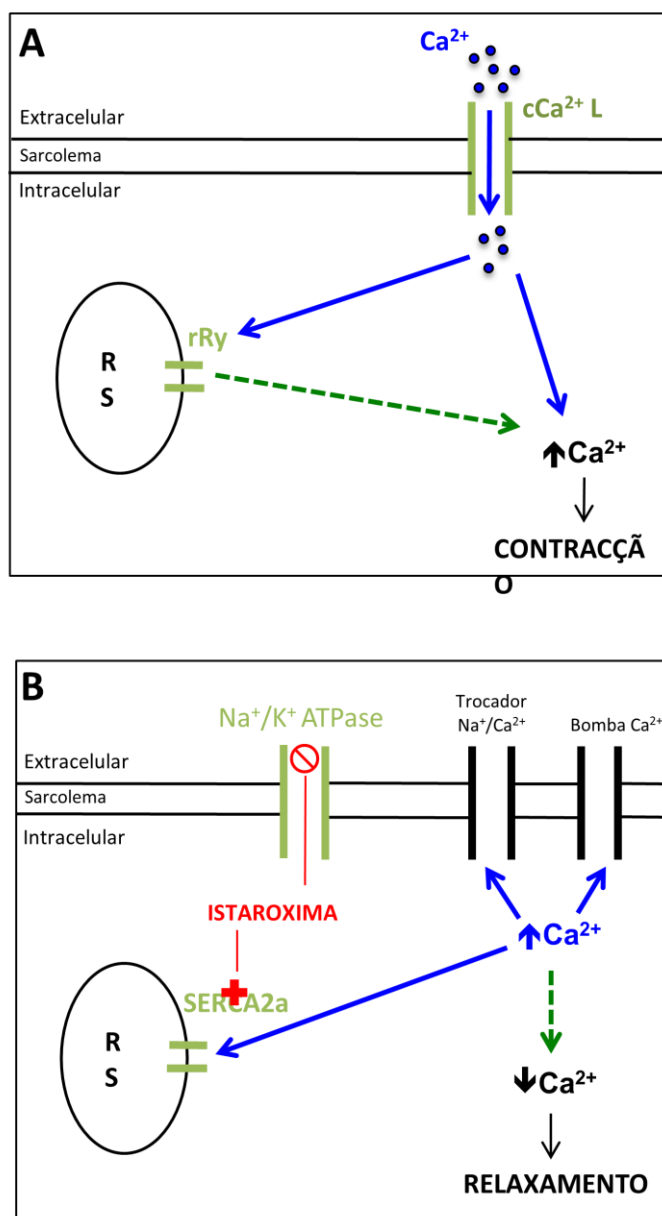 A
Ca²⁺
cCa²⁺ L
Extracelular
Sarcolema
Intracelular
rRy
R
S
🡩Ca²⁺
CONTRACÇÃ
O
B
Na⁺/K⁺ ATPase
Trocador
Na⁺/Ca²⁺
Bomba Ca²⁺
Extracelular
Sarcolema
Intracelular
ISTAROXIMA
🡩Ca²⁺
SERCA2a
R
S
🡫Ca²⁺
RELAXAMENTO